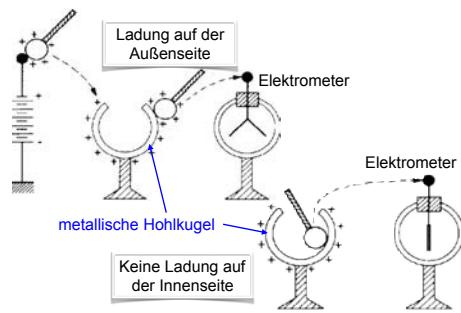 Ladung auf der
Außenseite
Elektrometer
Elektrometer
metallische Hohlkugel
Keine Ladung auf
der Innenseite